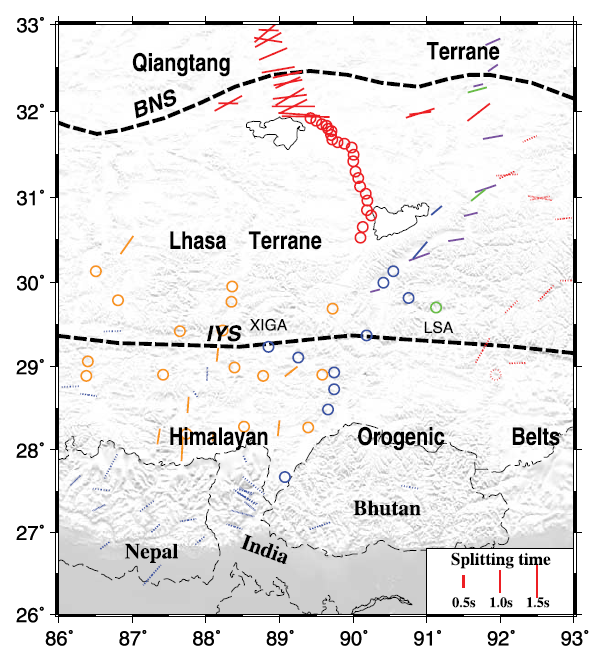 33˚
Qiangtang
Terrane
BNS
32˚
31˚
Lhasa Terrane
30˚
IYS
XIGA
LSA
29˚
Himalayan Orogenic Belts
28˚
Bhutan
27˚
Nepal
India
Splitting time
0.5s 1.0s 1.5s
26˚
86˚ 87˚ 88˚ 89˚ 90˚ 91˚ 92˚ 93˚